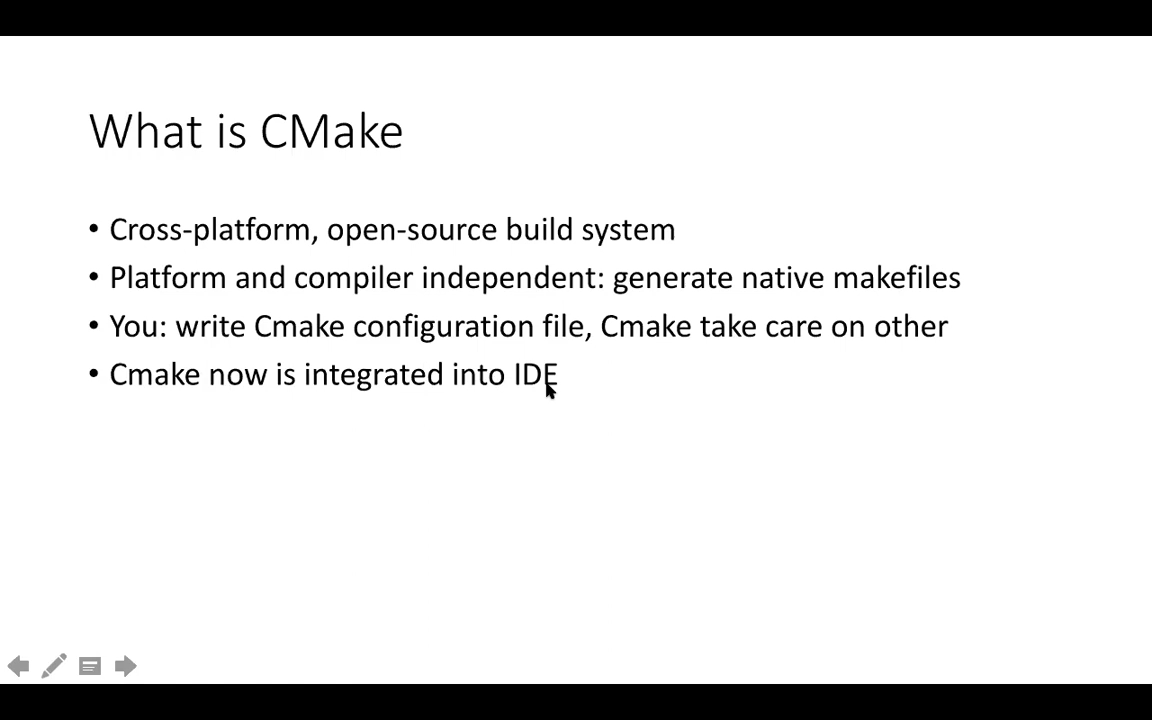 What is CMake
• Cross-platform, open-source build system
• Platform and compiler independent: generate native makefiles
• You: write Cmake configuration file, Cmake take care on other
• Cmake now is integrated into IDE